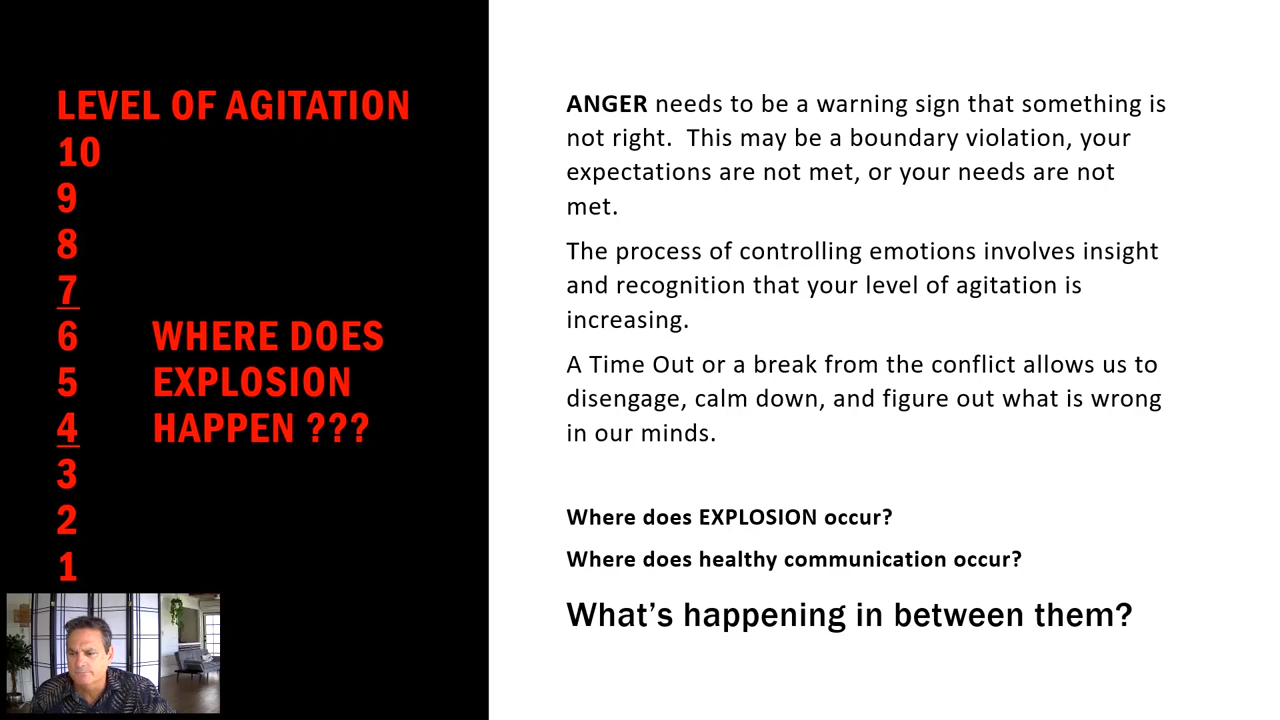 LEVEL OF AGITATION
10
9
8
7
6 WHERE DOES
5 EXPLOSION
4 HAPPEN ???
3
2
1
ANGER needs to be a warning sign that something is
not right.  This may be a boundary violation, your
expectations are not met, or your needs are not
met.
The process of controlling emotions involves insight
and recognition that your level of agitation is
increasing.
A Time Out or a break from the conflict allows us to
disengage, calm down, and figure out what is wrong
in our minds.
Where does EXPLOSION occur?
Where does healthy communication occur?
What’s happening in between them?